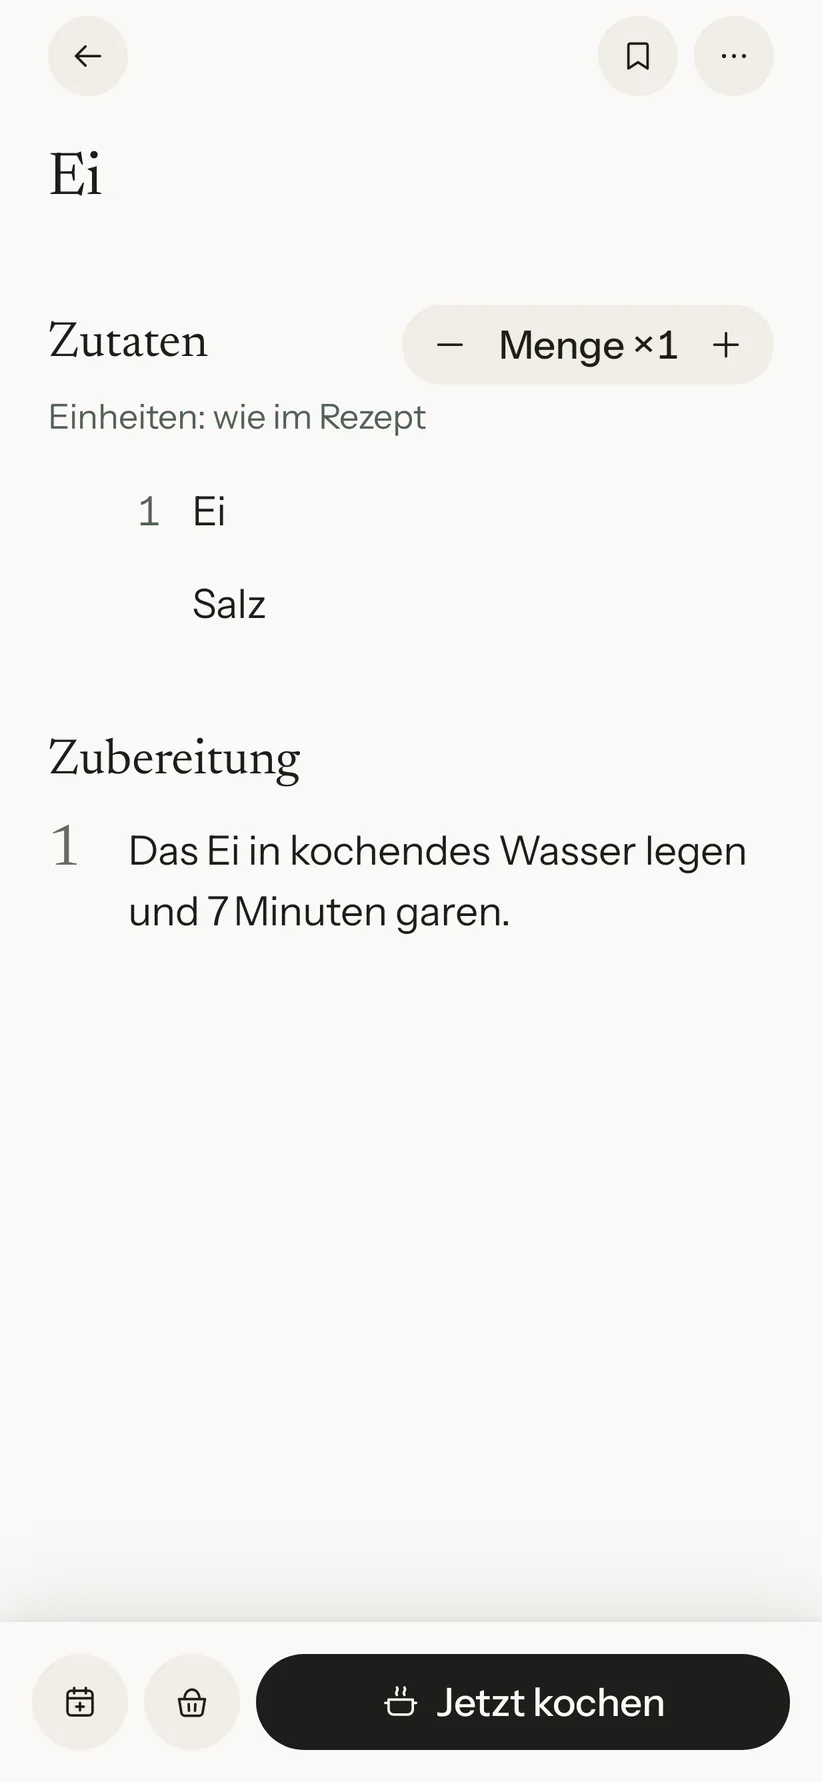 Ei
Zutaten
Menge ×1
Einheiten: wie im Rezept
1 Ei
Salz
Zubereitung
1 Das Ei in kochendes Wasser legen
und 7 Minuten garen.
Jetzt kochen